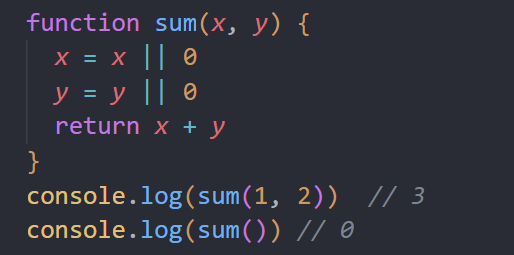 function sum(x, y) {
  x = x || 0
  y = y || 0
  return x + y
}
console.log(sum(1, 2))  // 3
console.log(sum()) // 0